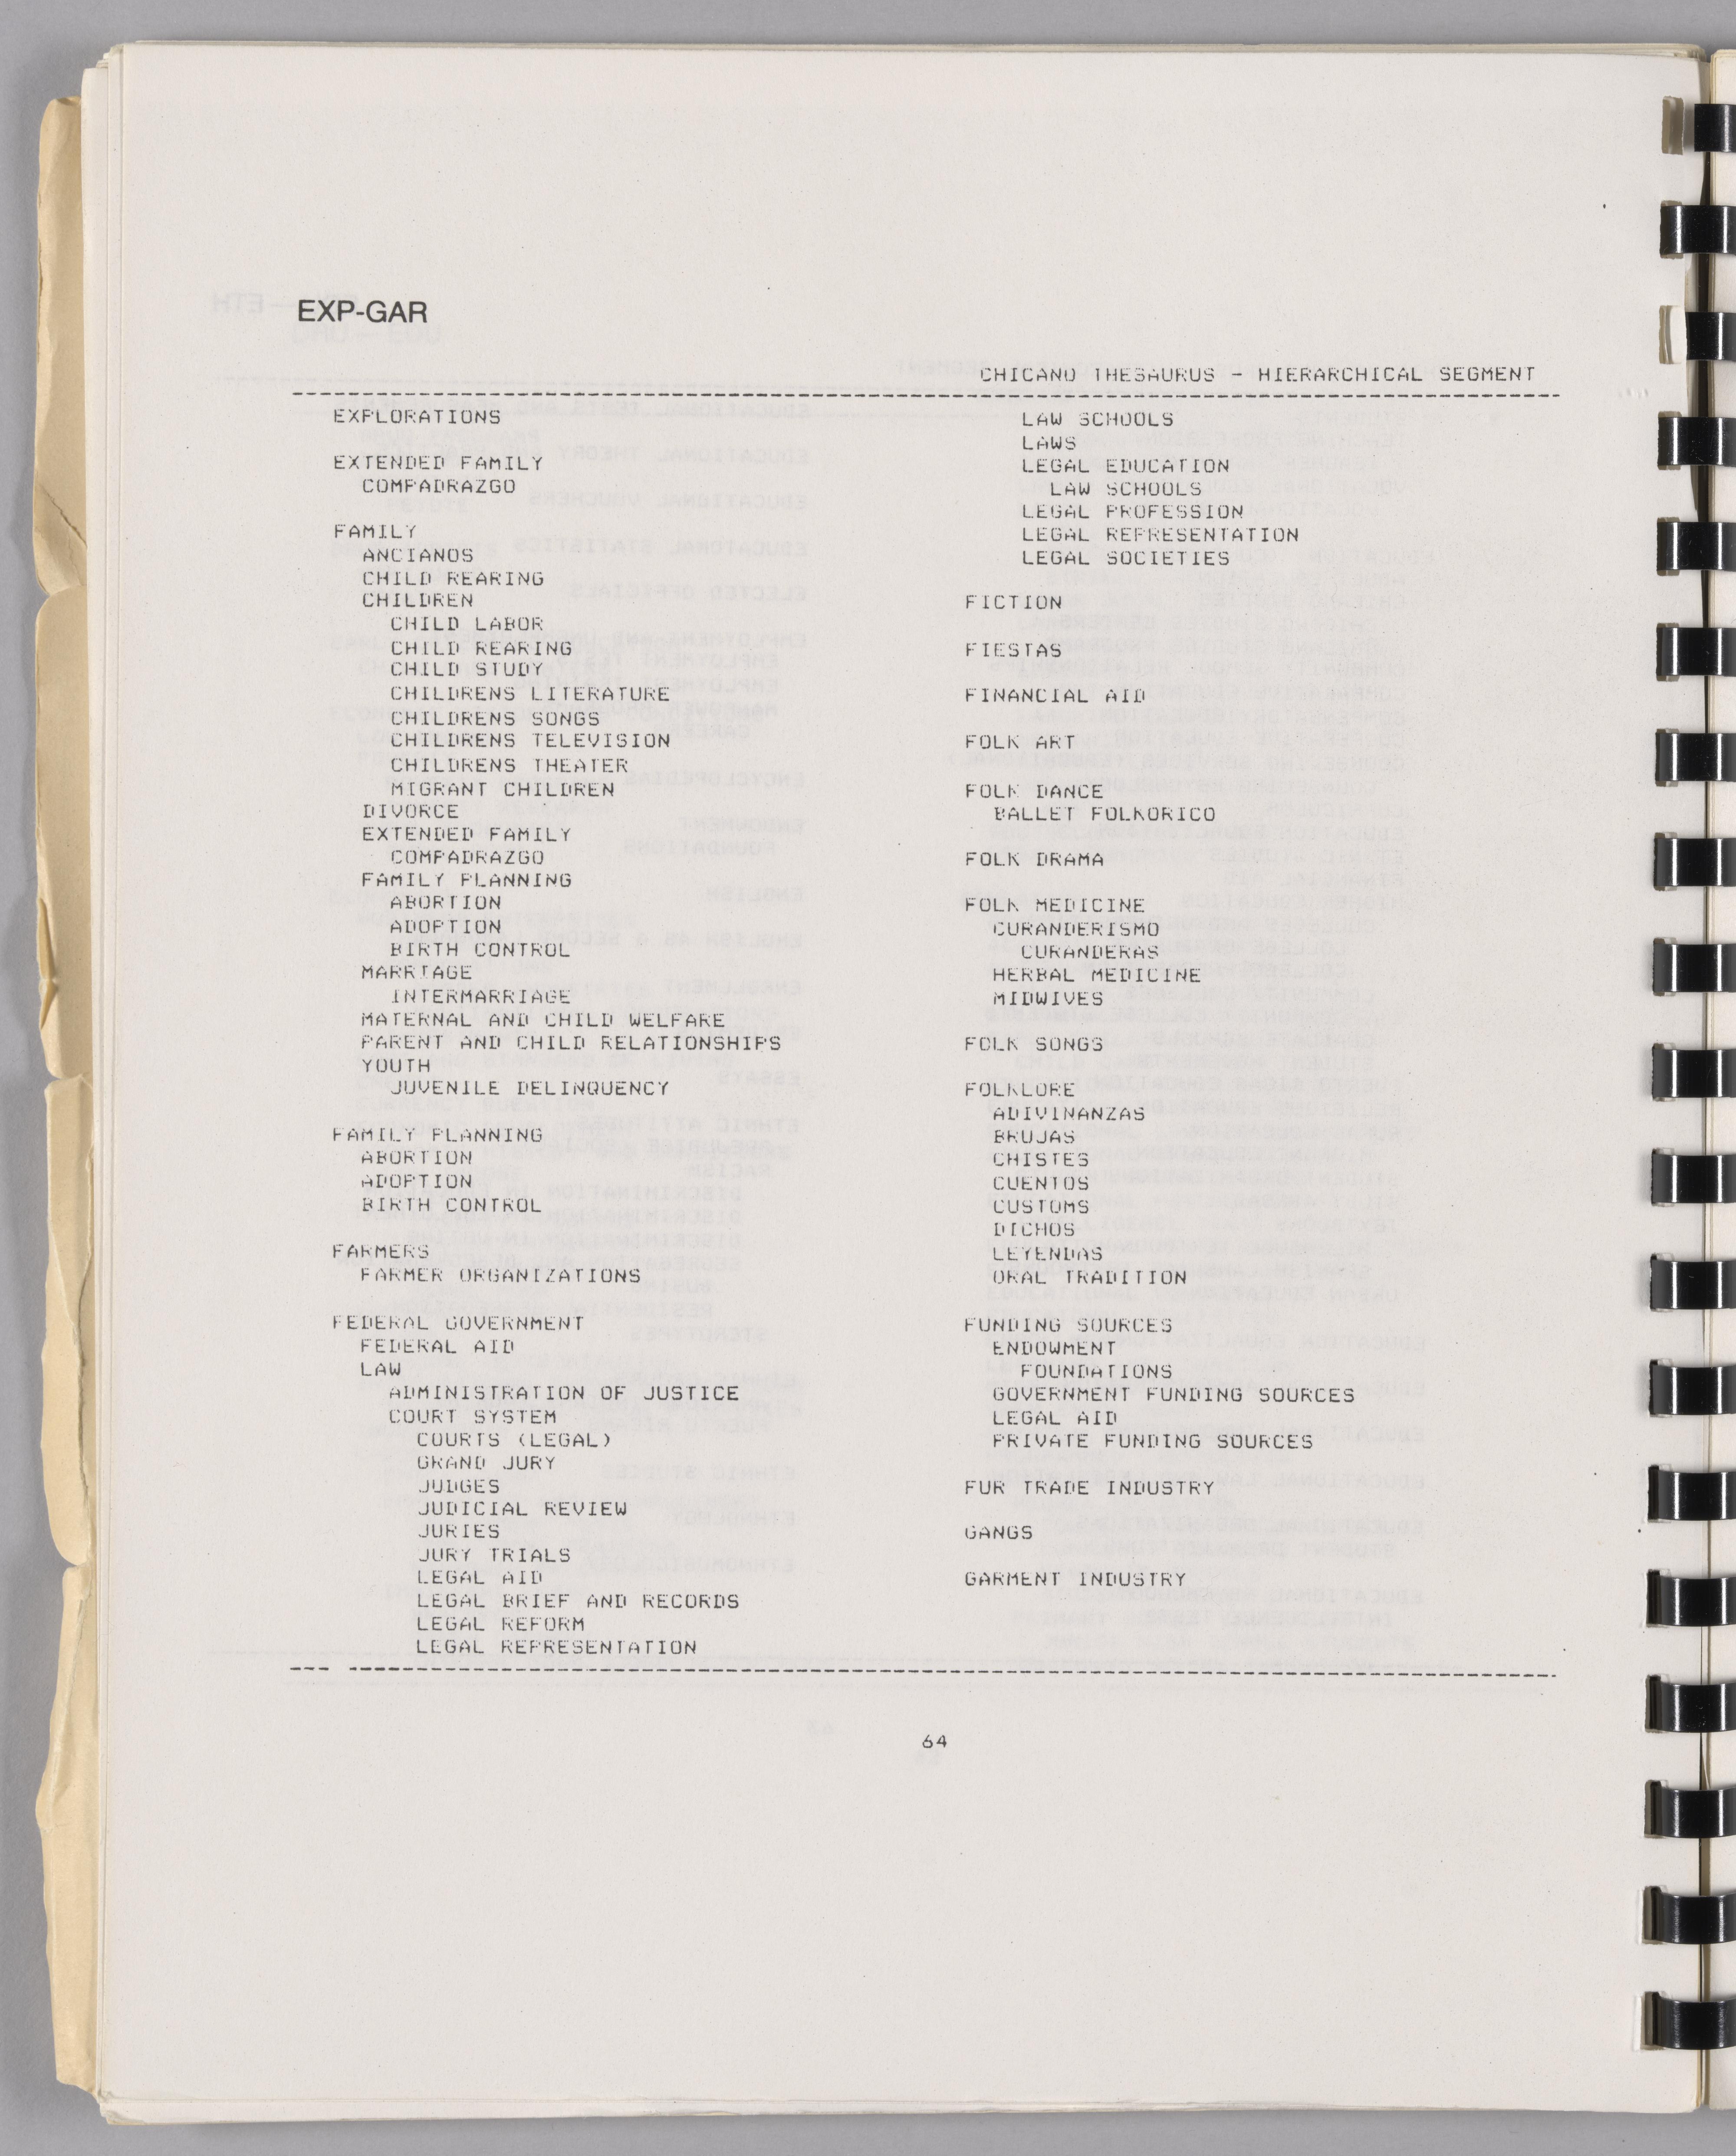 EXP-GAR
CHICANO THESAURUS - HIERARCHICAL SEGMENT
EXPLORATIONS
EXTENDED FAMILY
COMPADRAZGO
FAMILY
ANCIANOS
CHILD REARING
CHILDREN
CHILD LABOR
CHILD REARING
CHILD STUDY
CHILDRENS LITERATURE
CHILDRENS SONGS
CHILDRENS TELEVISION
CHILDRENS THEATER
MIGRANT CHILDREN
DIVORCE
EXTENDED FAMILY
COMPADRAZGO
FAMILY PLANNING
ABORTION
ADOPTION
BIRTH CONTROL
MARRIAGE
INTERMARRIAGE
MATERNAL AND CHILD WELFARE
PARENT AND CHILD RELATIONSHIPS
YOUTH
JUVENILE DELINQUENCY
FAMILY PLANNING
ABORTION
ADOPTION
BIRTH CONTROL
FARMERS
FARMER ORGANIZATIONS
FEDERAL GOVERNMENT
FEDERAL AID
LAW
ADMINISTRATION OF JUSTICE
COURT SYSTEM
COURTS (LEGAL)
GRAND JURY
JUDGES
JUDICIAL REVIEW
JURIES
JURY TRIALS
LEGAL AID
LEGAL BRIEF AND RECORDS
LEGAL REFORM
LEGAL REPRESENTATION
LAW SCHOOLS
LAWS
LEGAL EDUCATION
LAW SCHOOLS
LEGAL PROFESSION
LEGAL REPRESENTATION
LEGAL SOCIETIES
FICTION
FIESTAS
FINANCIAL AID
FOLK ART
FOLK DANCE
BALLET FOLKORICO
FOLK DRAMA
FOLK MEDICINE
CURANDERISMO
CURANDERAS
HERBAL MEDICINE
MIDWIVES
FOLK SONGS
FOLKLORE
ADIVINANZAS
BRUJAS
CHISTES
CUENTOS
CUSTOMS
DICHOS
LEYENDAS
ORAL TRADITION
FUNDING SOURCES
ENDOWMENT
FOUNDATIONS
GOVERNMENT FUNDING SOURCES
LEGAL AID
PRIVATE FUNDING SOURCES
FUR TRADE INDUSTRY
GANGS
GARMENT INDUSTRY
64